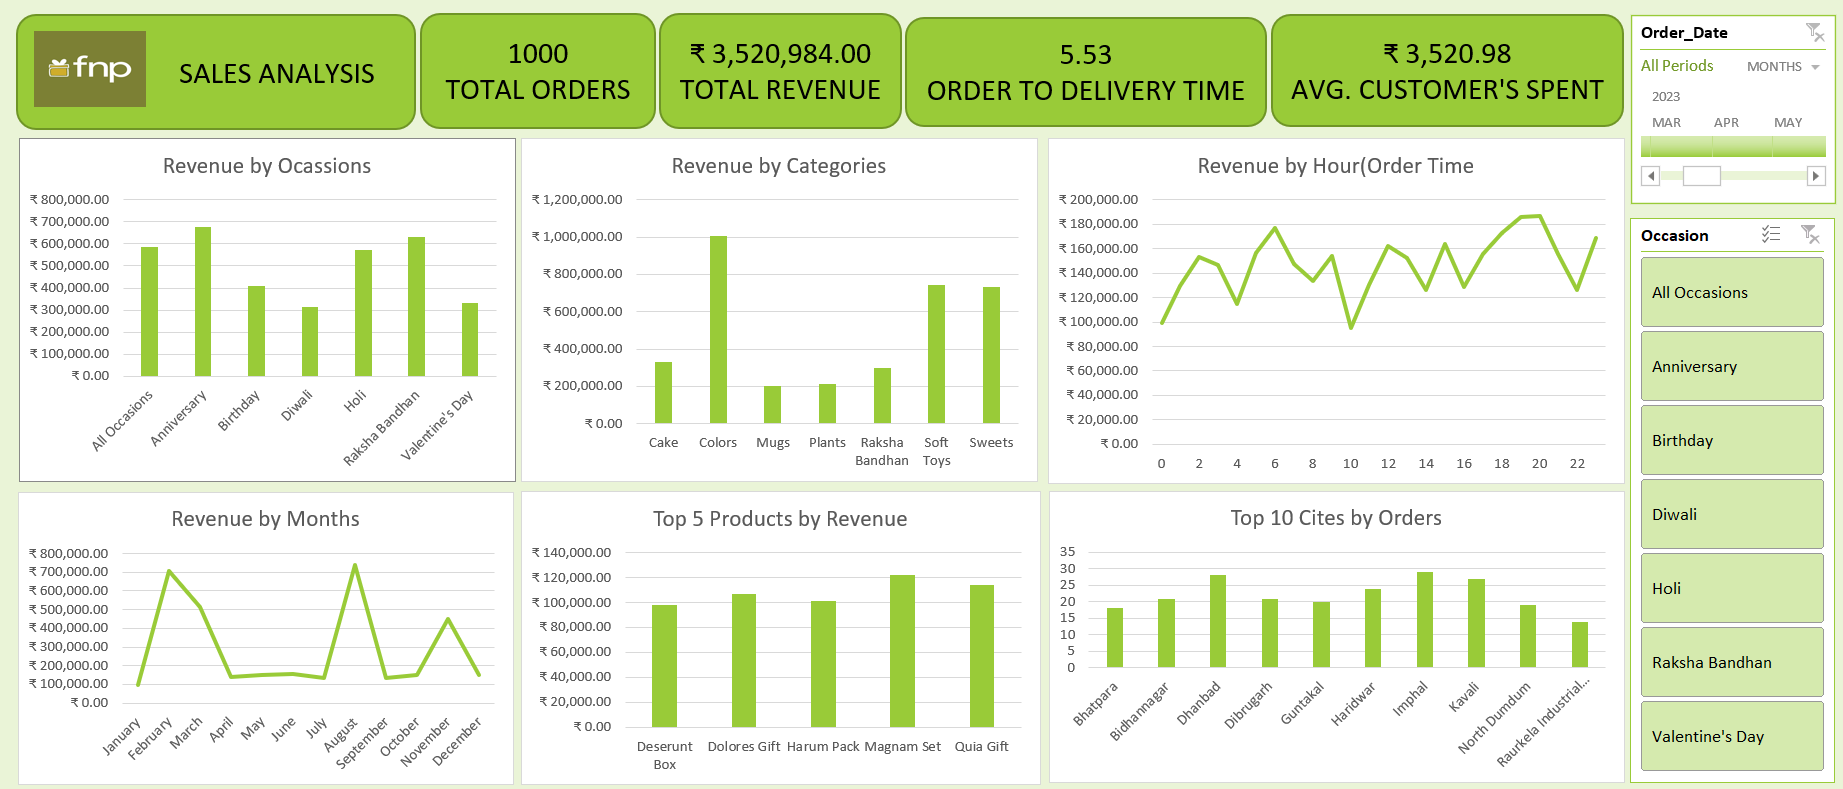 fnp
SALES ANALYSIS
1000
TOTAL ORDERS
₹ 3,520,984.00
TOTAL REVENUE
5.53
ORDER TO DELIVERY TIME
₹ 3,520.98
AVG. CUSTOMER'S SPENT
Order_Date
All Periods MONTHS
2023
MAR APR MAY
Revenue by Ocassions
₹ 800,000.00
₹ 700,000.00
₹ 600,000.00
₹ 500,000.00
₹ 400,000.00
₹ 300,000.00
₹ 200,000.00
₹ 100,000.00
₹ 0.00
All Occasions
Anniversary
Birthday
Diwali
Holi
Raksha Bandhan
Valentine's Day
Revenue by Categories
₹ 1,200,000.00
₹ 1,000,000.00
₹ 800,000.00
₹ 600,000.00
₹ 400,000.00
₹ 200,000.00
₹ 0.00
Cake
Colors
Mugs
Plants
Raksha
Bandhan
Soft
Toys
Sweets
Revenue by Hour(Order Time
₹ 200,000.00
₹ 180,000.00
₹ 160,000.00
₹ 140,000.00
₹ 120,000.00
₹ 100,000.00
₹ 80,000.00
₹ 60,000.00
₹ 40,000.00
₹ 20,000.00
₹ 0.00
0 2 4 6 8 10 12 14 16 18 20 22
Occasion
All Occasions
Anniversary
Birthday
Diwali
Holi
Raksha Bandhan
Valentine's Day
Revenue by Months
₹ 800,000.00
₹ 700,000.00
₹ 600,000.00
₹ 500,000.00
₹ 400,000.00
₹ 300,000.00
₹ 200,000.00
₹ 100,000.00
₹ 0.00
January
February
March
April
May
June
July
August
September
October
November
December
Top 5 Products by Revenue
₹ 140,000.00
₹ 120,000.00
₹ 100,000.00
₹ 80,000.00
₹ 60,000.00
₹ 40,000.00
₹ 20,000.00
₹ 0.00
Deserunt
Box
Dolores Gift
Harum Pack
Magnam Set
Quia Gift
Top 10 Cites by Orders
35
30
25
20
15
10
5
0
Bhatpara
Bidhannagar
Dhanbad
Dibrugarh
Guntakal
Haridwar
Imphal
Kavali
North Dumdum
Raurkela Industrial...